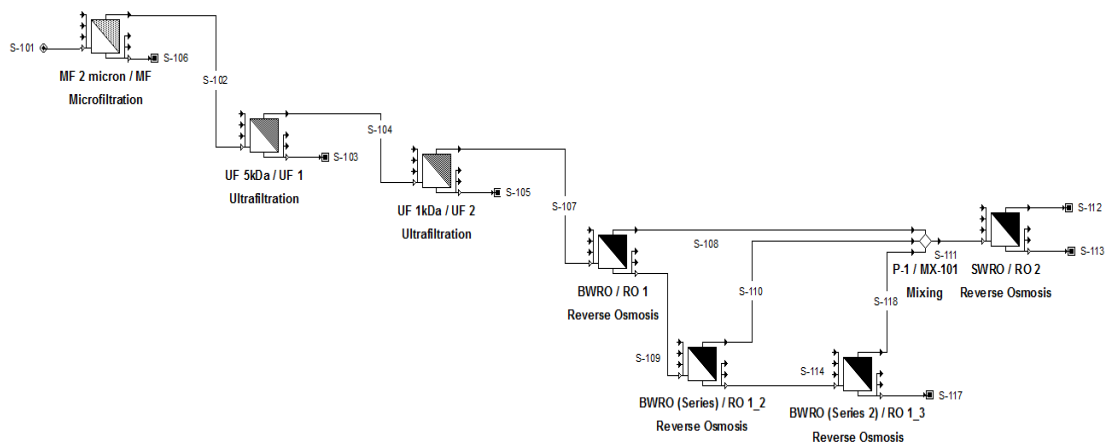 S-101
S-106
MF 2 micron / MF
Microfiltration
S-102
S-103
UF 5kDa / UF 1
Ultrafiltration
S-104
S-105
UF 1kDa / UF 2
Ultrafiltration
S-107
S-108
BWRO / RO 1
Reverse Osmosis
S-109
S-110
BWRO (Series) / RO 1_2
Reverse Osmosis
S-114
S-117
BWRO (Series 2) / RO 1_3
Reverse Osmosis
S-118
P-1 / MX-101
Mixing
S-111
S-112
S-113
SWRO / RO 2
Reverse Osmosis